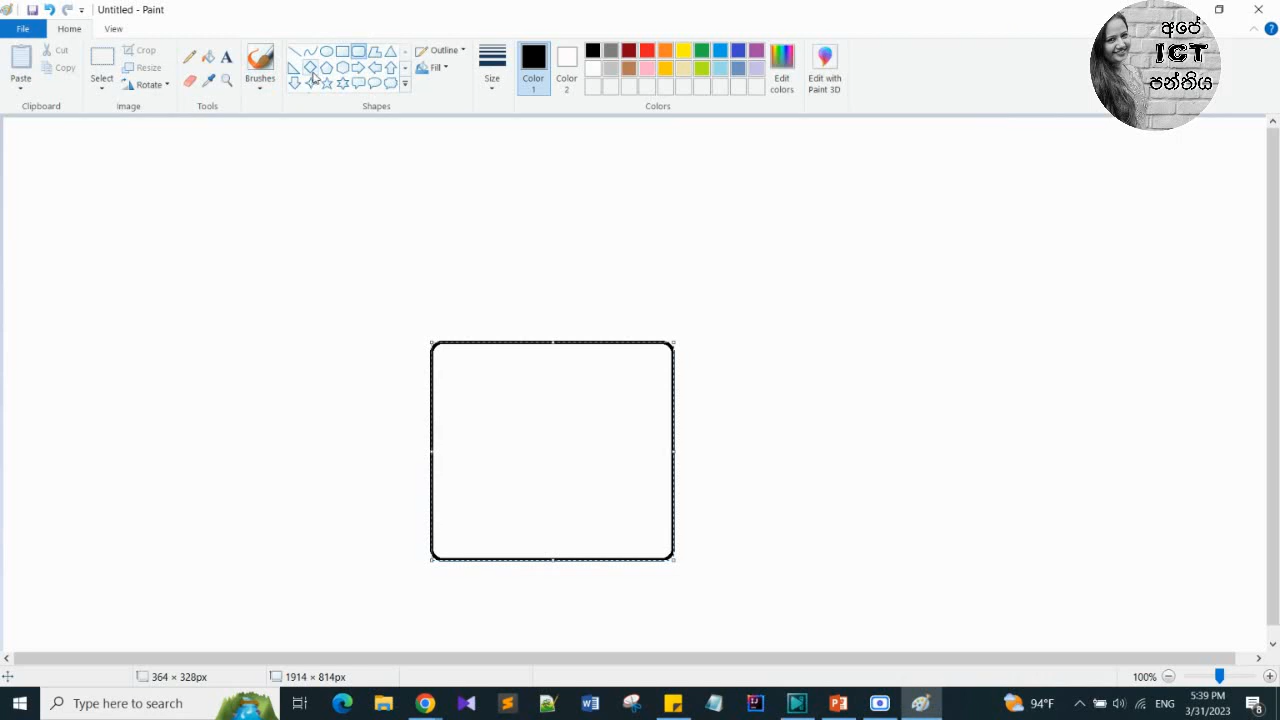 Untitled - Paint
File
Home
View
Paste
Cut
Copy
Clipboard
Select
Crop
Resize
Rotate
Image
A
Tools
Brushes
Shapes
Outline
Fill
Size
Color
1
Color
2
Colors
Edit
colors
Edit with
Paint 3D
අපේ
ICT
පන්තිය
364 × 328px
1914 × 814px
100%
Type here to search
94°F
ENG
5:39 PM
3/31/2023
8